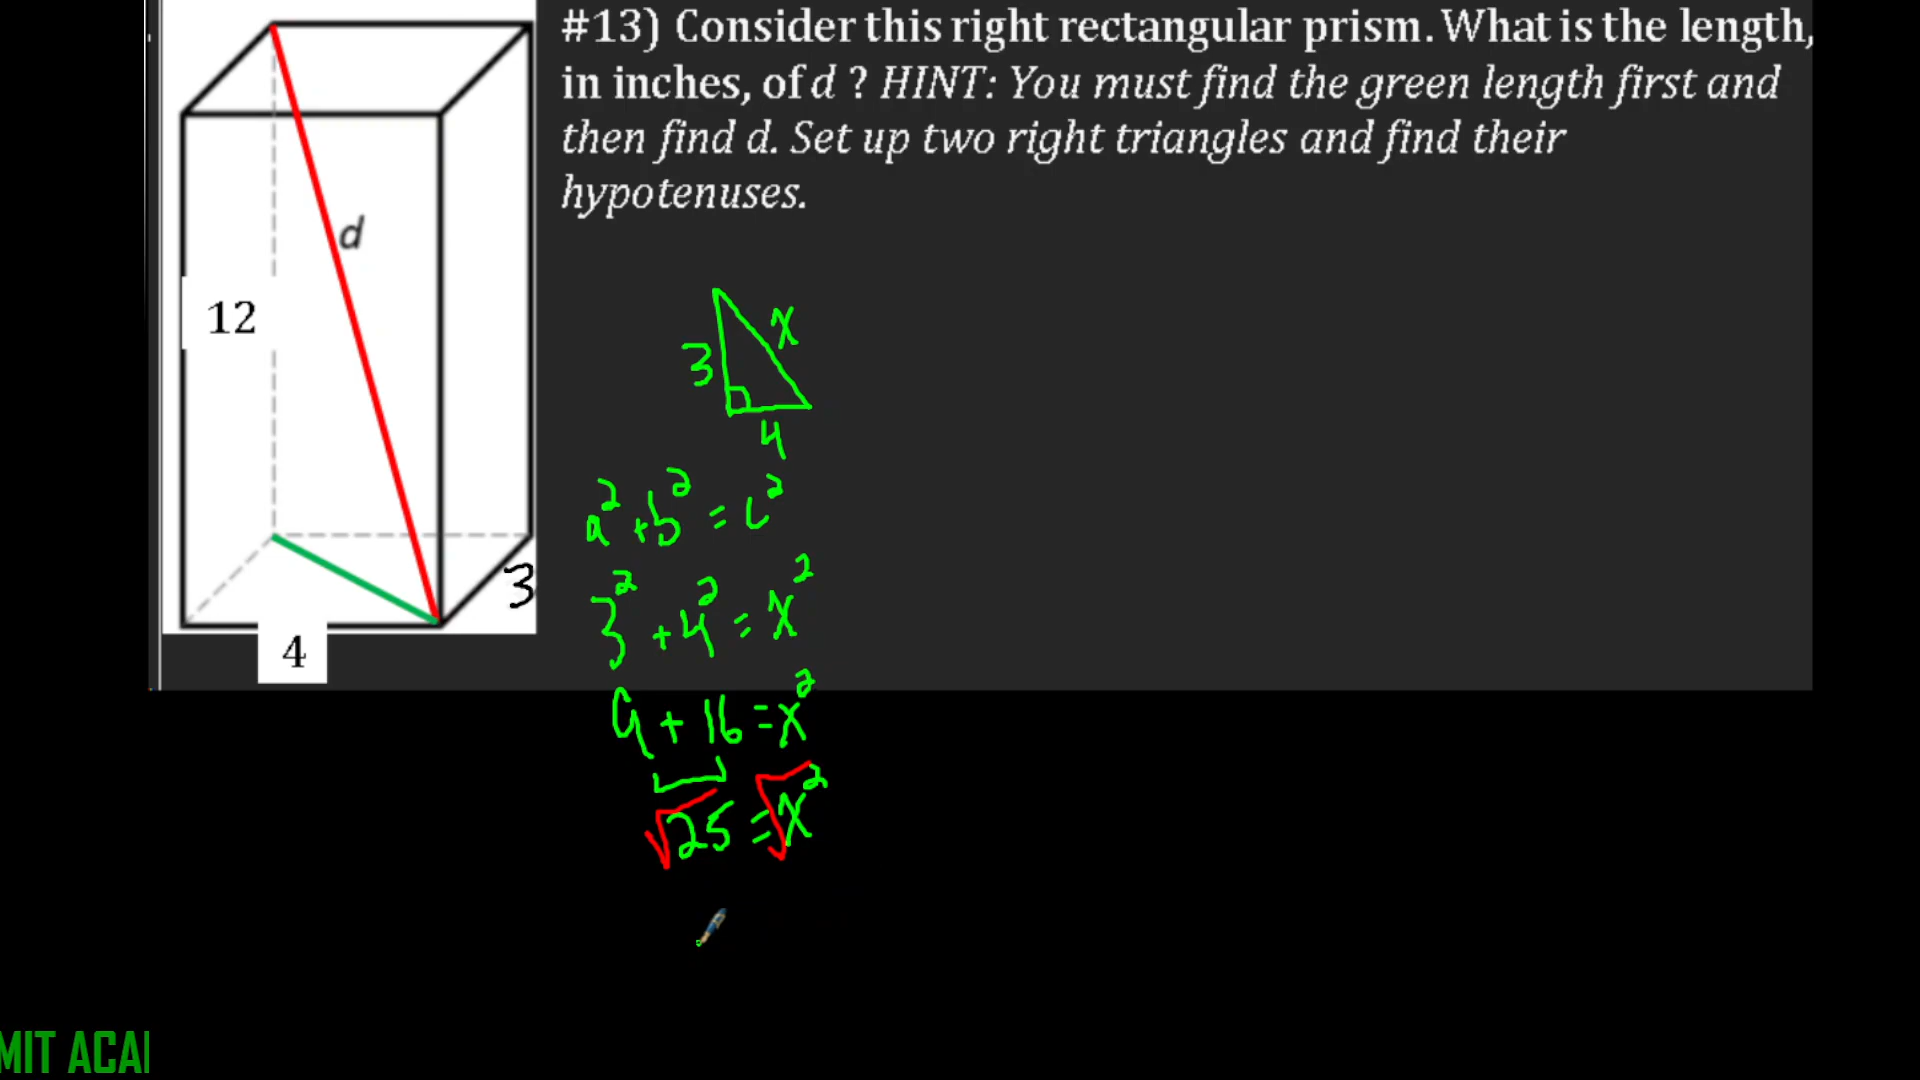 #13) Consider this right rectangular prism. What is the length,
in inches, of d ? HINT: You must find the green length first and
then find d. Set up two right triangles and find their
hypotenuses.
d
12
3
4
x
3
4
a² + b² = c²
3² + 4² = x²
9 + 16 = x²
√25 = √x²
MIT ACA